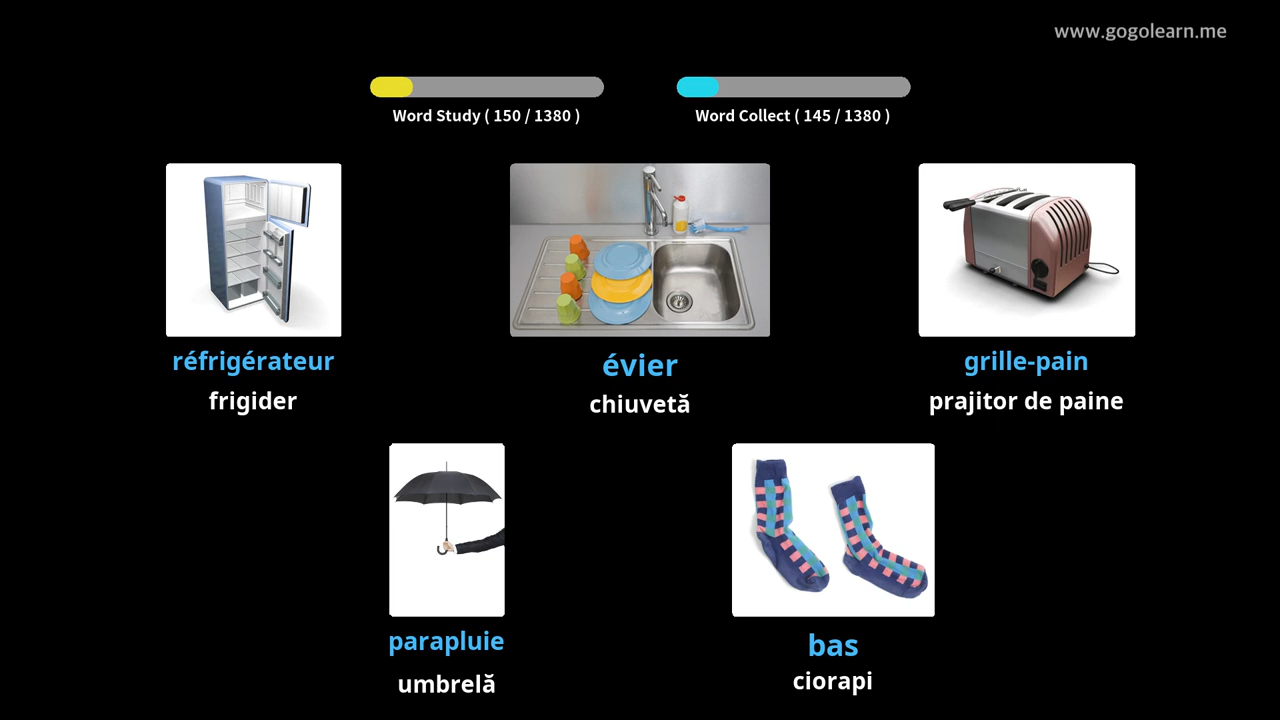 www.gogolearn.me
Word Study ( 150 / 1380 )
Word Collect ( 145 / 1380 )
réfrigérateur
frigider
évier
chiuvetă
grille-pain
prajitor de paine
parapluie
umbrelă
bas
ciorapi